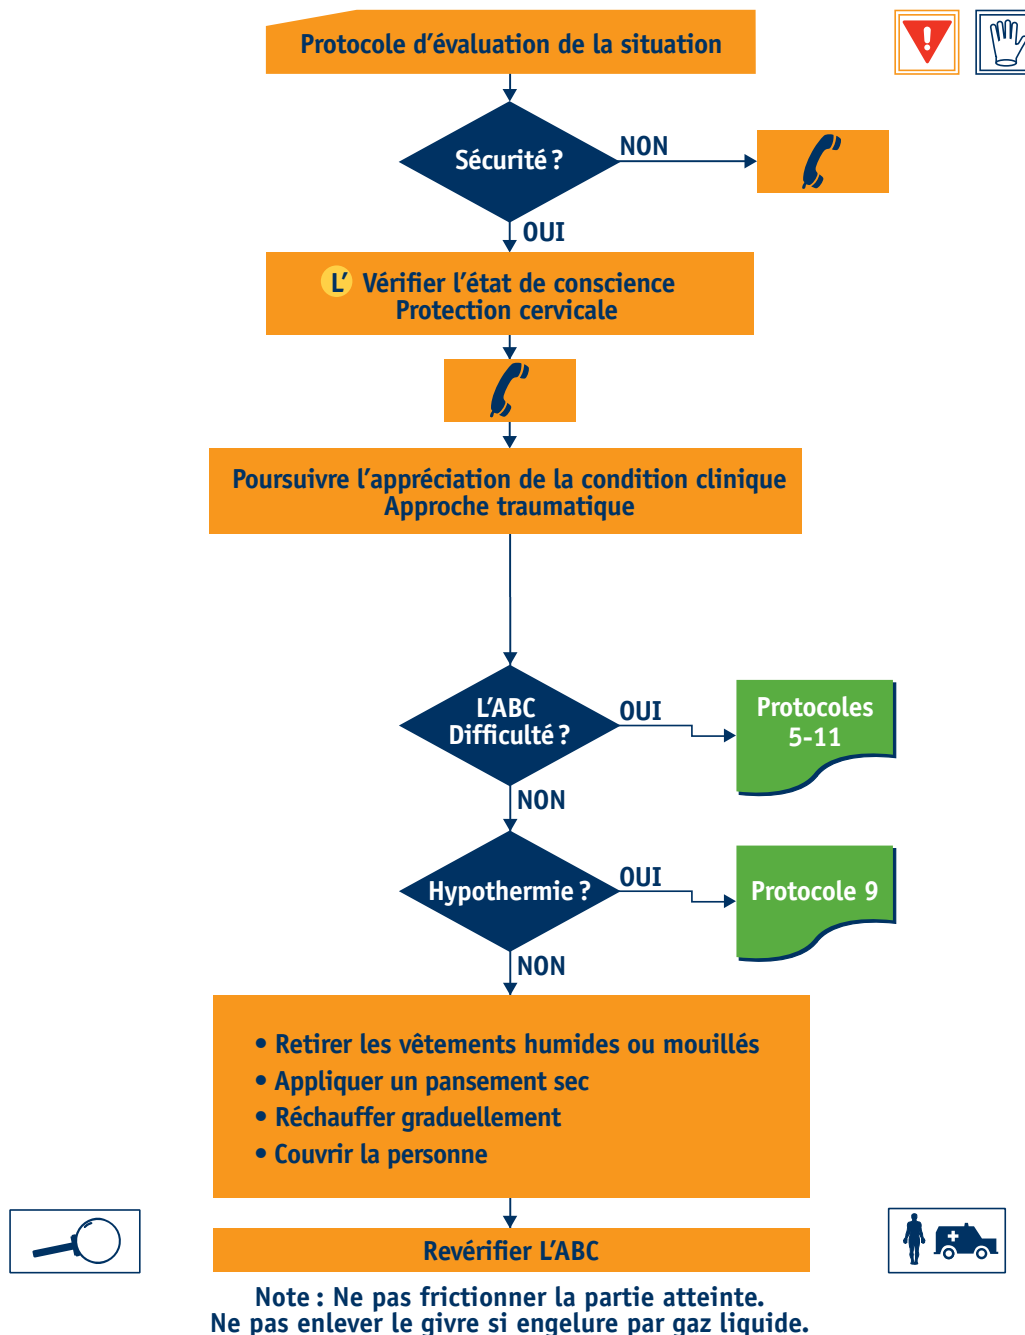 Protocole d'évaluation de la situation
!
Sécurité ?
NON
OUI
L' Vérifier l'état de conscience
Protection cervicale
Poursuivre l'appréciation de la condition clinique
Approche traumatique
L'ABC
Difficulté ?
OUI
Protocoles
5-11
NON
Hypothermie ?
OUI
Protocole 9
NON
• Retirer les vêtements humides ou mouillés
• Appliquer un pansement sec
• Réchauffer graduellement
• Couvrir la personne
Revérifier L'ABC
Note : Ne pas frictionner la partie atteinte.
Ne pas enlever le givre si engelure par gaz liquide.